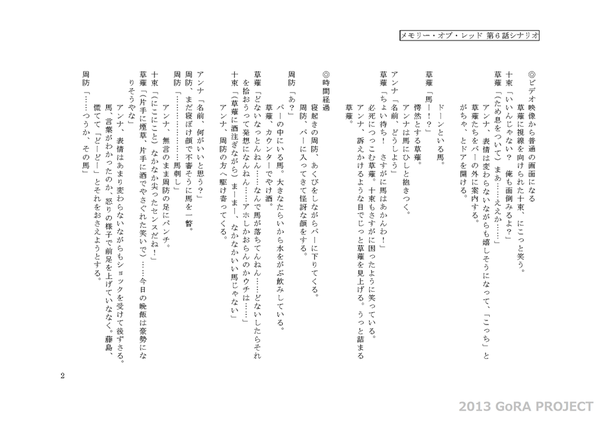 メモリー・オブ・レッド 第６話シナリオ
◎ビデオ映像から普通の画面になる
草薙に視線を向けられた十束、にこっと笑う。
十束「いいんじゃない？　俺も面倒みるよ？」
草薙（ため息をついて）まあ……ええか……」
アンナ、表情は変わらないながらも嬉しそうになって、「こっち」と
草薙たちをバーの外に案内する。
がちゃ、とドアを開ける。
ドーンといる馬。
草薙「馬ー！？」
愕然とする草薙。
アンナは馬にひしと抱きつく。
アンナ「名前、どうしよう」
草薙「ちょい待ち！　さすがに馬はあかんわ！」
必死につっこむ草薙。十束もさすがに困ったように笑っている。
アンナ、訴えかけるような目でじっと草薙を見上げる。うっと詰まる
草薙。
◎時間経過
寝起きの周防、あくびをしながらバーに下りてくる。
周防、バーに入ってきて怪訝な顔をする。
周防「あ？」
バーの中にいる馬。大きなたらいから水をがぶ飲みしている。
草薙、カウンターでやけ酒。
草薙「どないなっとんねん……なんで馬が落ちてんねん……どないしたらそれ
を拾おうって発想になんねん……アホしかおらんのかウチは……」
十束「（草薙に酒注ぎながら）まーまー、なかなかいい馬じゃない」
アンナ、周防の方へ駆け寄ってくる。
アンナ「名前、何がいいと思う？」
周防、まだ寝ぼけ顔で不審そうに馬を一瞥。
周防「………………馬刺し」
アンナ、無言のまま周防の足にパンチ。
十束「（にこにこと）なかなか尖ったセンスだね！」
草薙「（片手に煙草、片手に酒でやさぐれた笑いで）……今日の晩飯は豪勢にな
りそうやな」
アンナ、表情はあまり変わらないながらもショックを受けて後ずさる。
馬、言葉がわかったのか、怒りの様子で前足を上げていななく。藤島、
慌てて、「どーどー」とそれをおさえようとする。
周防「……つうか、その馬」
2
2013 GoRA PROJECT